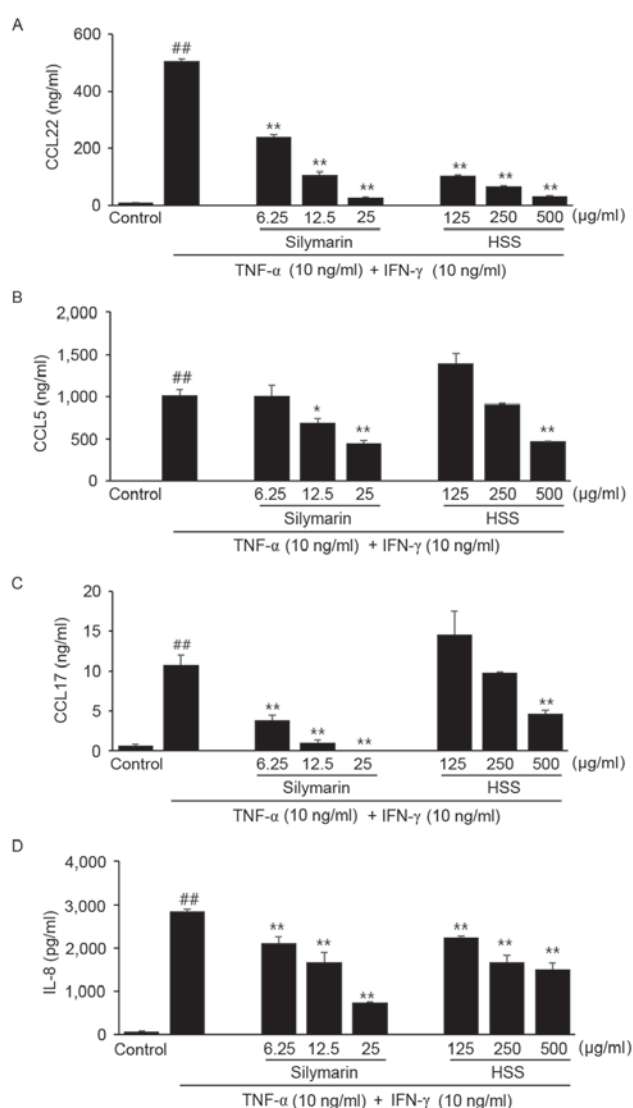 A
600
##
400
CCL22 (ng/ml)
**
200
**
**
**
**
**
0
Control
6.25 12.5 25
125 250 500 (μg/ml)
Silymarin
HSS
TNF-α (10 ng/ml) + IFN-γ (10 ng/ml)
B
2,000
1,500
##
CCL5 (ng/ml)
1,000
*
**
**
500
0
Control
6.25 12.5 25
125 250 500 (μg/ml)
Silymarin
HSS
TNF-α (10 ng/ml) + IFN-γ (10 ng/ml)
C
20
15
##
CCL17 (ng/ml)
10
**
**
5
**
**
0
Control
6.25 12.5 25
125 250 500 (μg/ml)
Silymarin
HSS
TNF-α (10 ng/ml) + IFN-γ (10 ng/ml)
D
4,000
##
3,000
IL-8 (pg/ml)
**
**
**
**
**
2,000
**
1,000
0
Control
6.25 12.5 25
125 250 500 (μg/ml)
Silymarin
HSS
TNF-α (10 ng/ml) + IFN-γ (10 ng/ml)